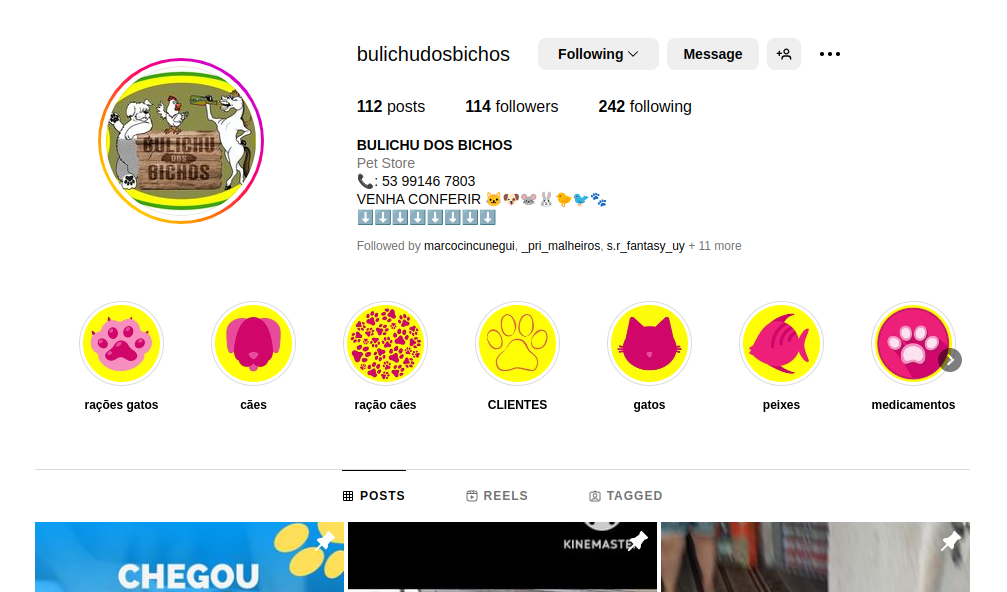 bulichudosbichos
Following
Message
112 posts
114 followers
242 following
BULICHU DOS BICHOS
BULICHU
DOS
BICHOS
Pet Store
📞: 53 99146 7803
VENHA CONFERIR 🐱🐶🐭🐰🐤🐦🐾
⬇️⬇️⬇️⬇️⬇️⬇️⬇️⬇️
Followed by marcocincunegui, _pri_malheiros, s.r_fantasy_uy + 11 more
rações gatos
cães
ração cães
CLIENTES
gatos
peixes
medicamentos
POSTS
REELS
TAGGED
CHEGOU
KINEMASTE